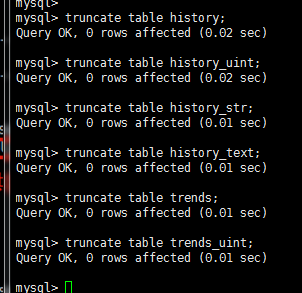 mysql>
mysql> truncate table history;
Query OK, 0 rows affected (0.02 sec)
mysql> truncate table history_uint;
Query OK, 0 rows affected (0.02 sec)
mysql> truncate table history_str;
Query OK, 0 rows affected (0.01 sec)
mysql> truncate table history_text;
Query OK, 0 rows affected (0.01 sec)
mysql> truncate table trends;
Query OK, 0 rows affected (0.01 sec)
mysql> truncate table trends_uint;
Query OK, 0 rows affected (0.01 sec)
mysql>